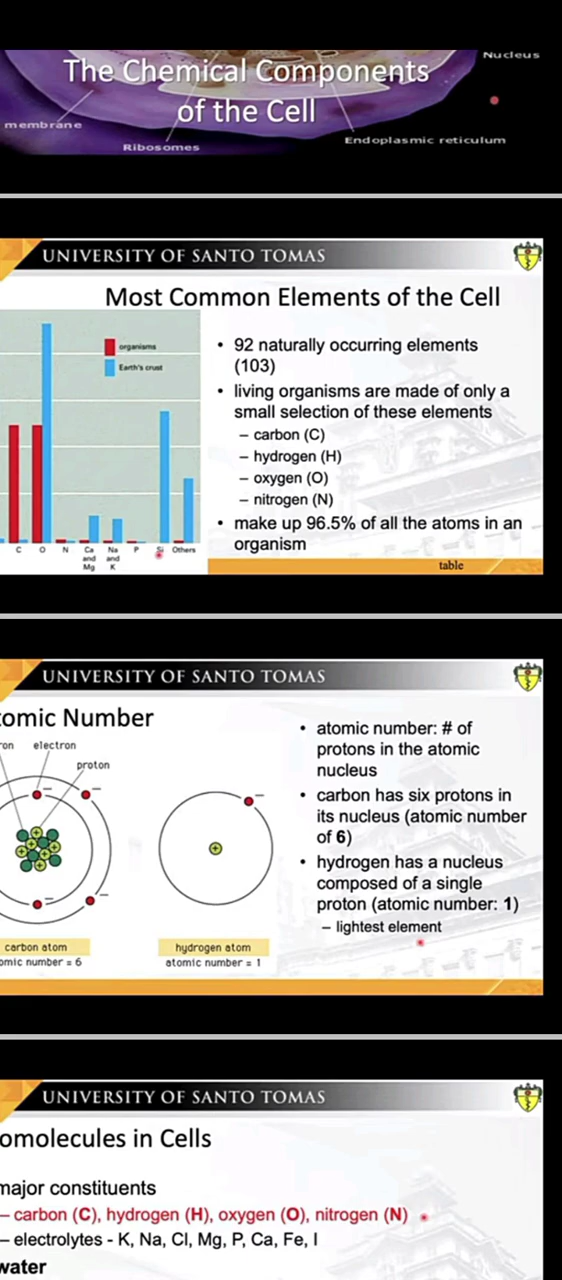 Nucleus
The Chemical Components
of the Cell
membrane
Ribosomes
Endoplasmic reticulum
UNIVERSITY OF SANTO TOMAS
Most Common Elements of the Cell
organisms
Earth's crust
C O N Ca and Mg Na and K P Si Others
• 92 naturally occurring elements
(103)
• living organisms are made of only a
small selection of these elements
– carbon (C)
– hydrogen (H)
– oxygen (O)
– nitrogen (N)
• make up 96.5% of all the atoms in an
organism
table
UNIVERSITY OF SANTO TOMAS
tomic Number
ron electron
proton
carbon atom
omic number = 6
hydrogen atom
atomic number = 1
• atomic number: # of
protons in the atomic
nucleus
• carbon has six protons in
its nucleus (atomic number
of 6)
• hydrogen has a nucleus
composed of a single
proton (atomic number: 1)
– lightest element
UNIVERSITY OF SANTO TOMAS
omolecules in Cells
major constituents
– carbon (C), hydrogen (H), oxygen (O), nitrogen (N)
– electrolytes - K, Na, Cl, Mg, P, Ca, Fe, I
water